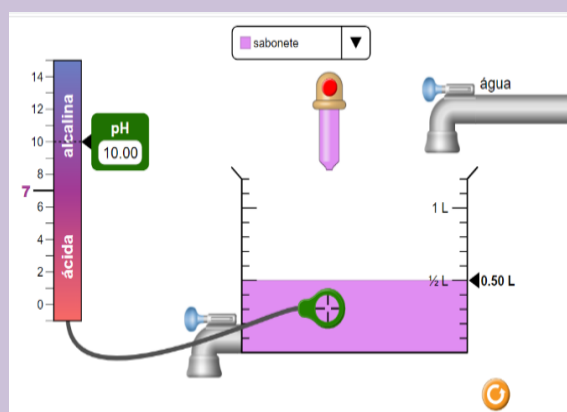 sabonete
água
14
12
10
8
7
6
4
2
0
alcalina
ácida
pH
10.00
1 L
½ L
0.50 L